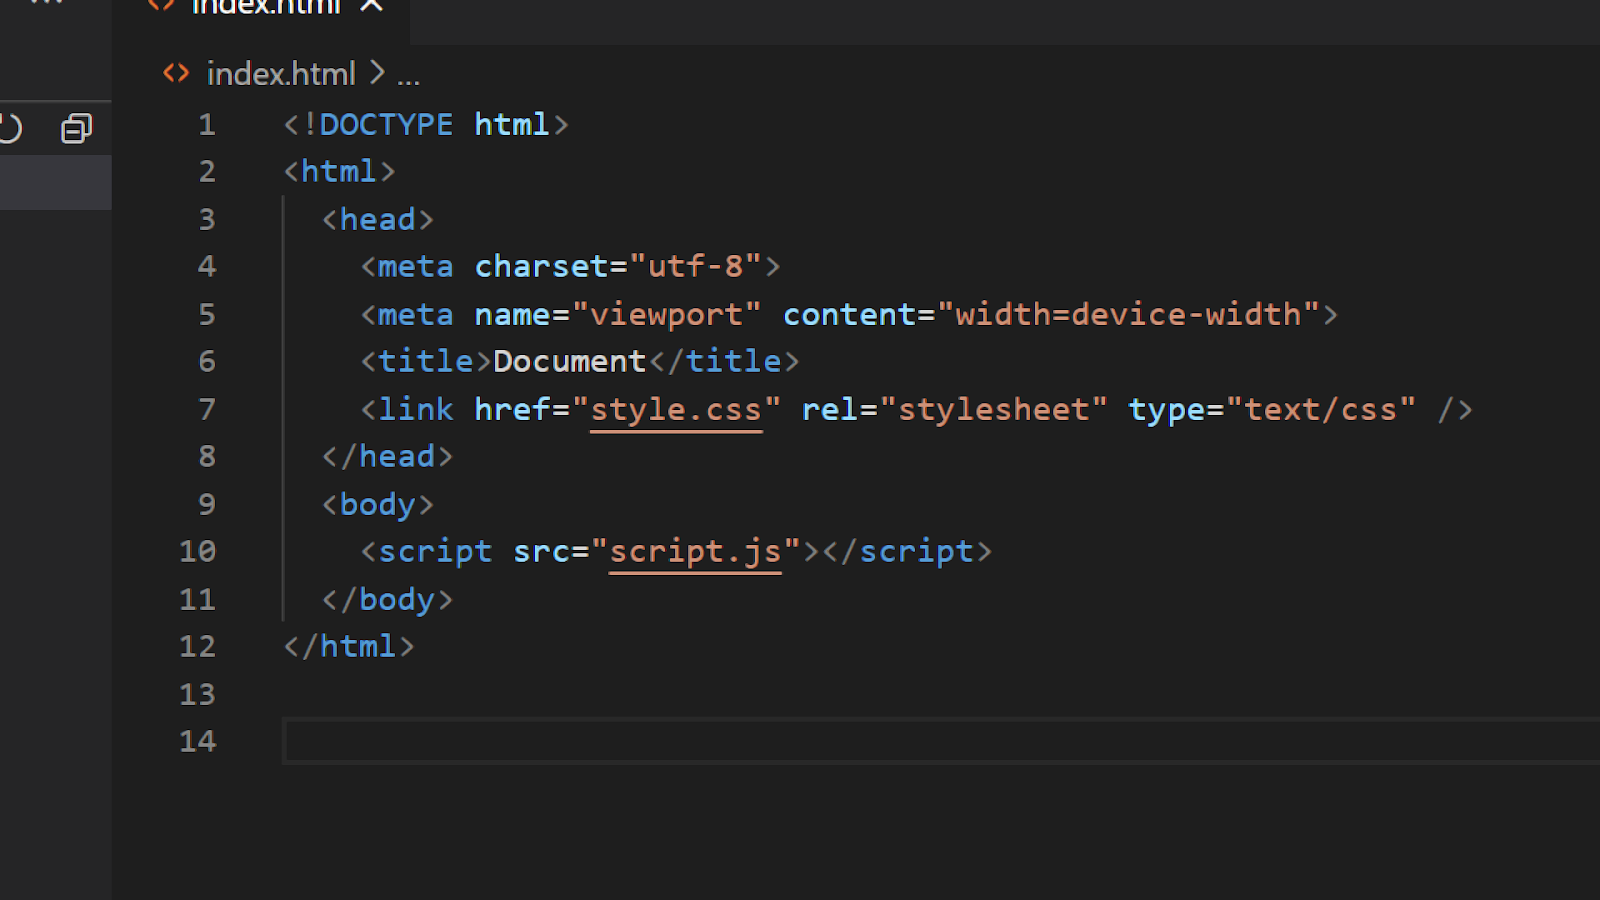 index.html
index.html > ...
1 <!DOCTYPE html>
2 <html>
3   <head>
4     <meta charset="utf-8">
5     <meta name="viewport" content="width=device-width">
6     <title>Document</title>
7     <link href="style.css" rel="stylesheet" type="text/css" />
8   </head>
9   <body>
10     <script src="script.js"></script>
11   </body>
12 </html>
13
14